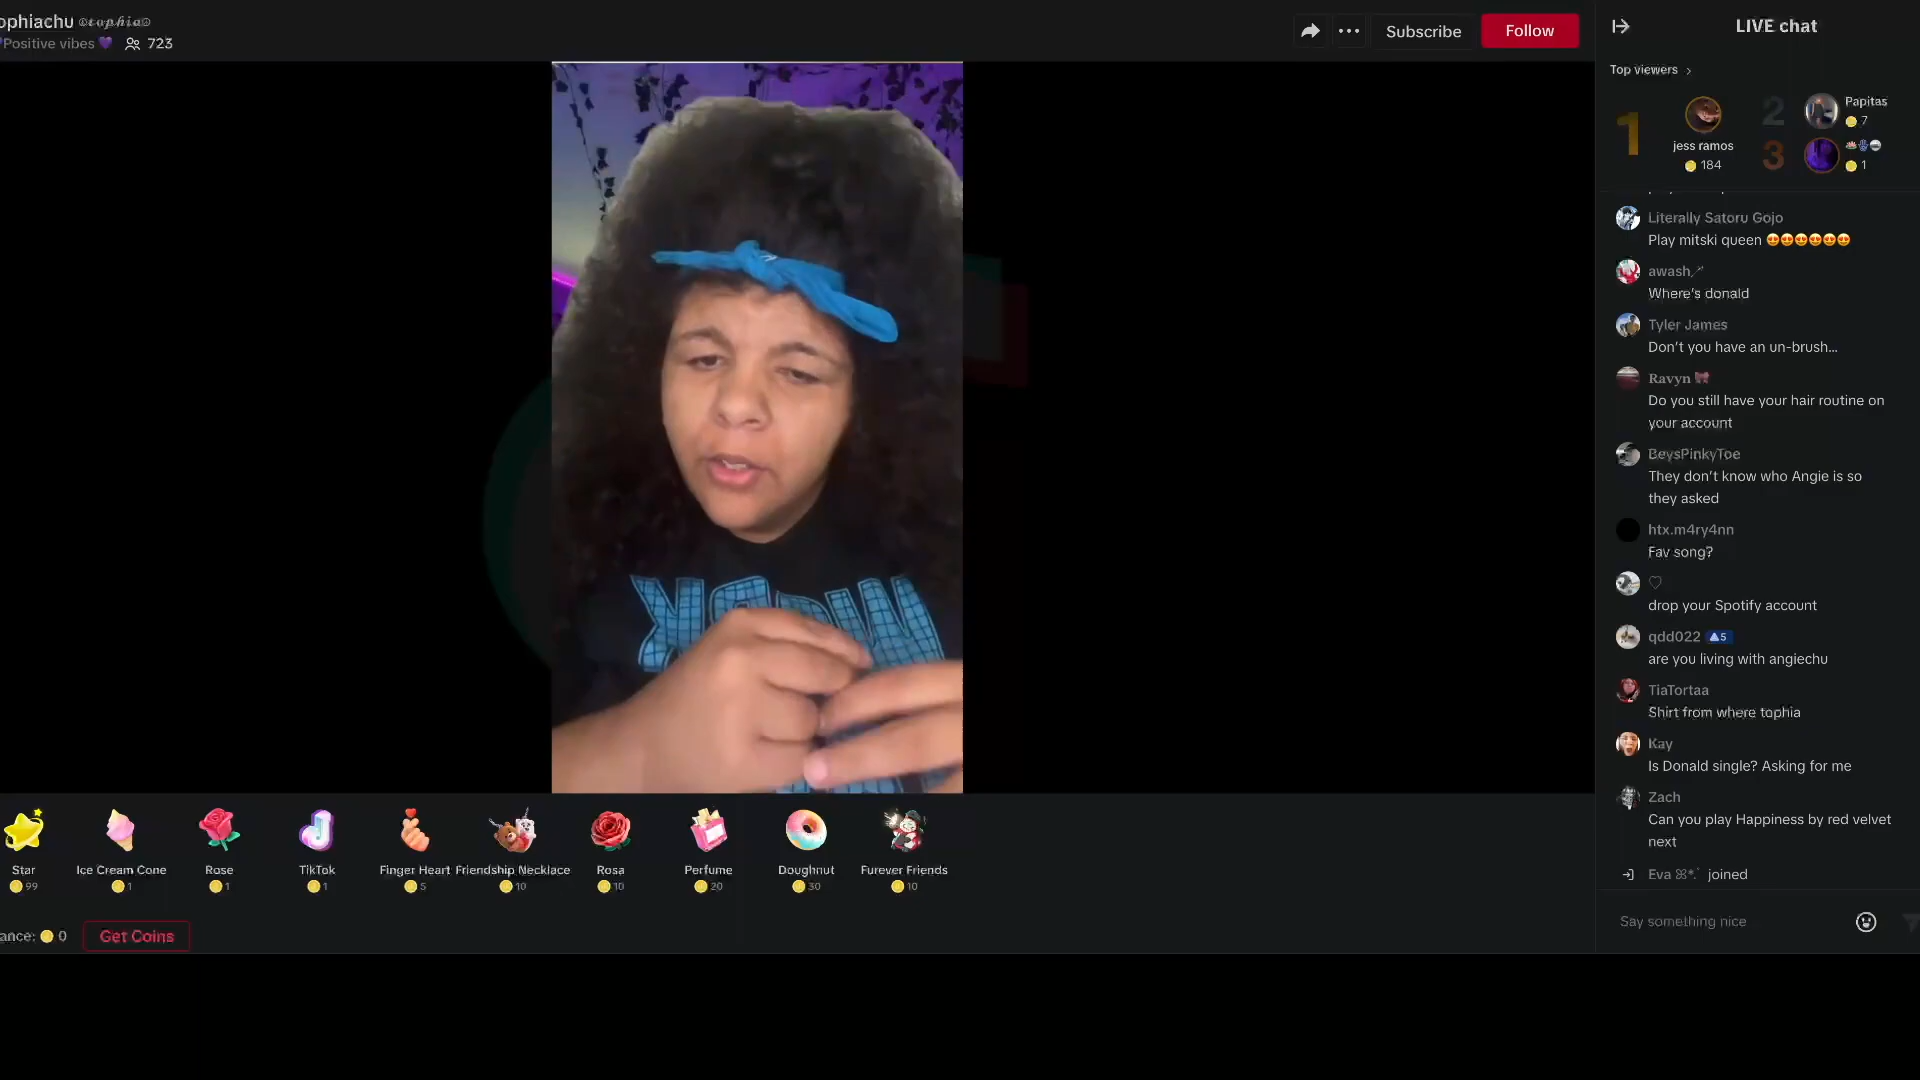 ophiachu @tophia
Positive vibes 💜 723
Subscribe
Follow
LIVE chat
Top viewers >
1
jess ramos
184
2
Papitas
7
3
1
Literally Satoru Gojo
Play mitski queen 😍😍😍😍😍😍
awash
Where's donald
Tyler James
Don't you have an un-brush...
Ravyn 🎀
Do you still have your hair routine on
your account
BeysPinkyToe
They don't know who Angie is so
they asked
htx.m4ry4nn
Fav song?
♡
drop your Spotify account
qdd022 5
are you living with angiechu
TiaTortaa
Shirt from where tophia
Kay
Is Donald single? Asking for me
Zach
Can you play Happiness by red velvet
next
Eva joined
Say something nice
WORK
Star
99
Ice Cream Cone
1
Rose
1
TikTok
1
Finger Heart
5
Friendship Necklace
10
Rosa
10
Perfume
20
Doughnut
30
Furever Friends
10
ance: 0
Get Coins